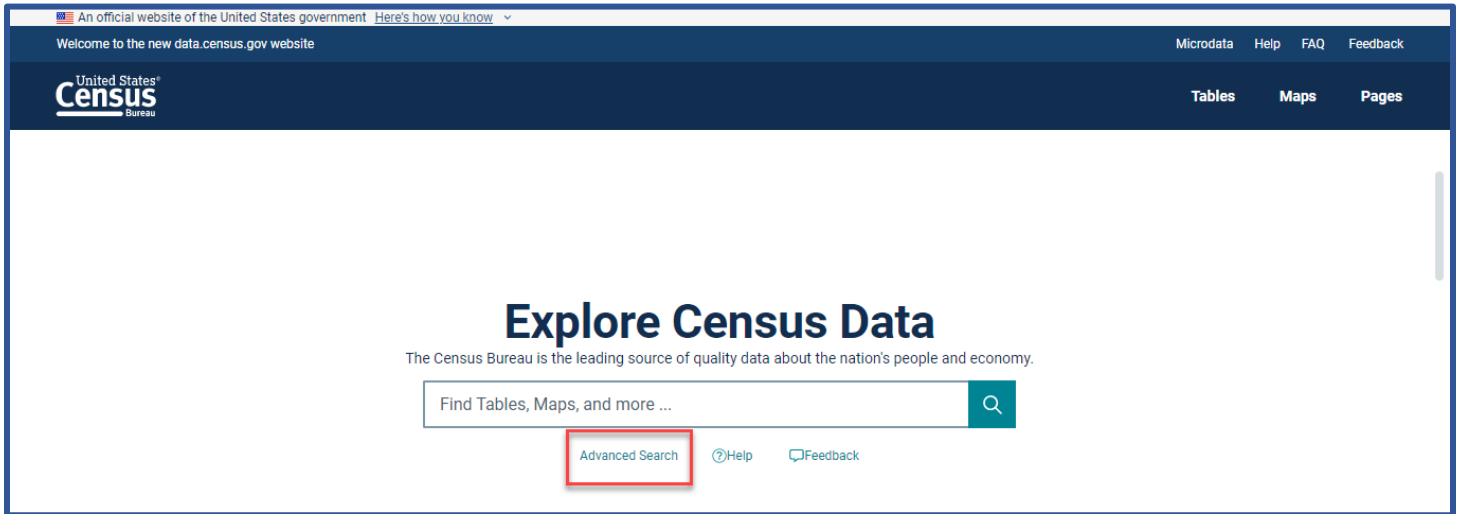 An official website of the United States government Here's how you know
Welcome to the new data.census.gov website
Microdata Help FAQ Feedback
United States®
Census
Bureau
Tables Maps Pages
Explore Census Data
The Census Bureau is the leading source of quality data about the nation's people and economy.
Find Tables, Maps, and more ...
Advanced Search Help Feedback